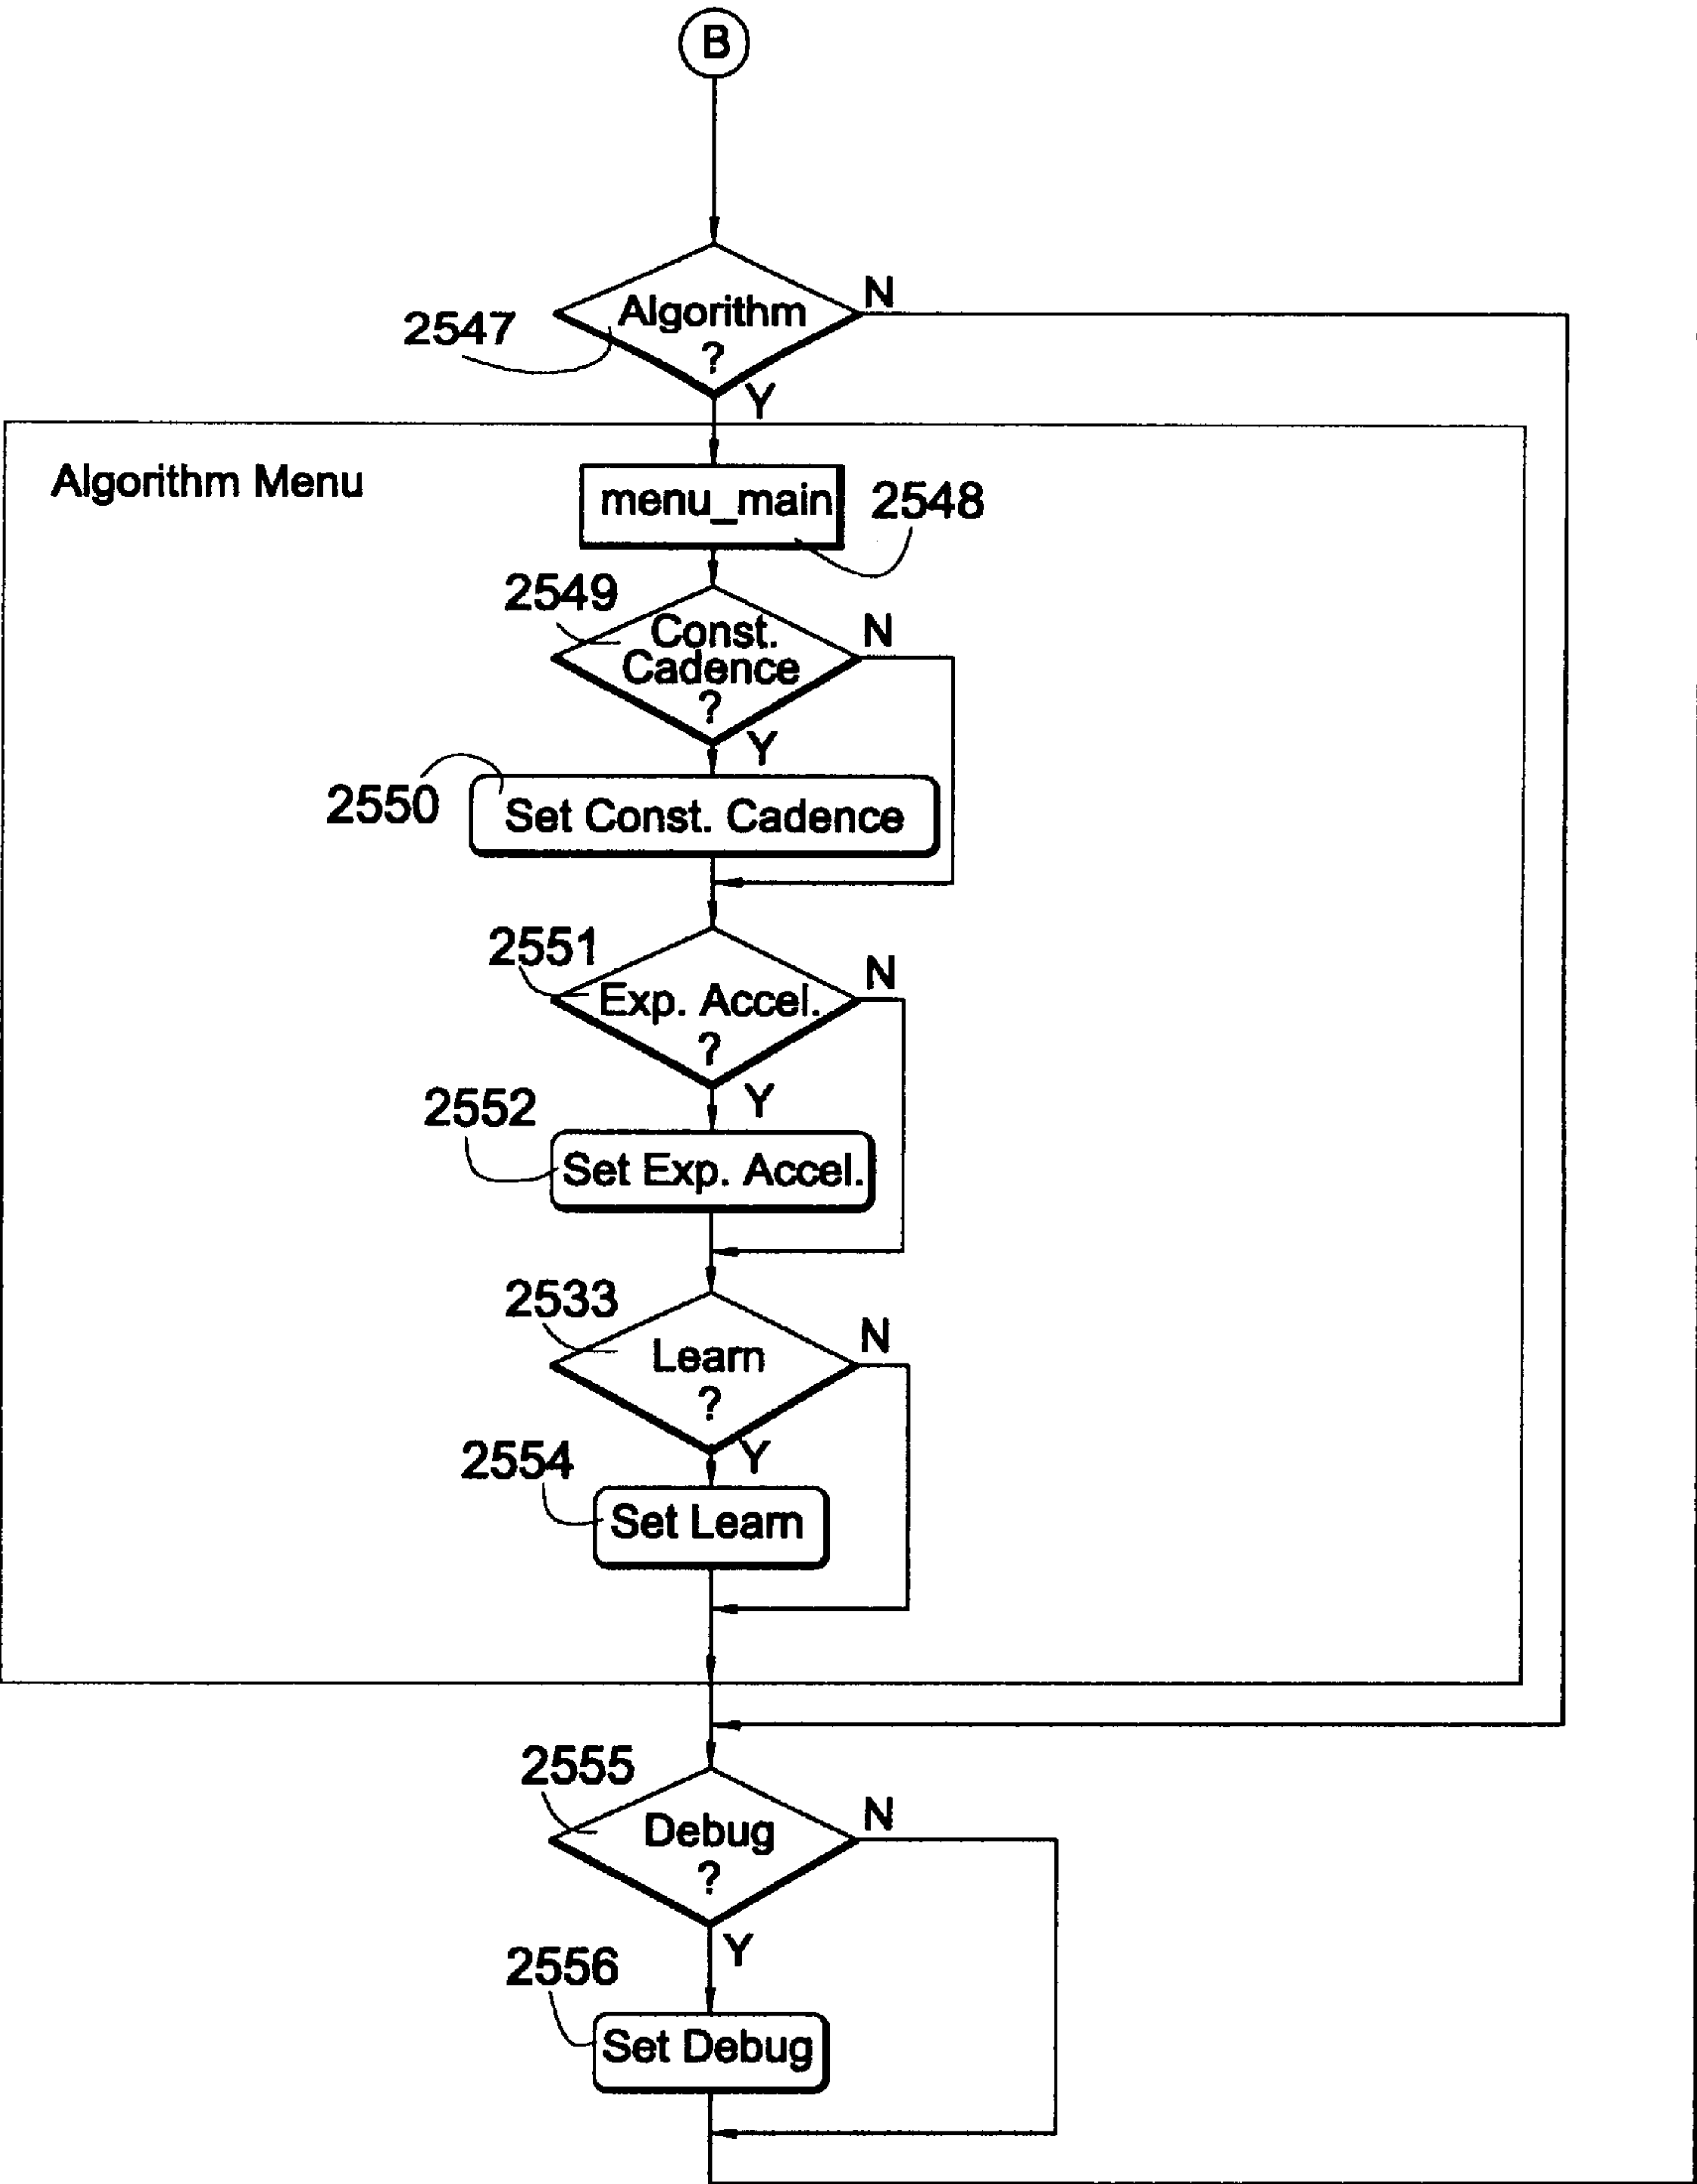 B
Algorithm
?
N
2547
Y
Algorithm Menu
menu_main
2548
2549
Const.
Cadence
?
N
Y
2550
Set Const. Cadence
2551
Exp. Accel.
?
N
Y
2552
Set Exp. Accel.
2533
Learn
?
N
Y
2554
Set Learn
2555
Debug
?
N
Y
2556
Set Debug